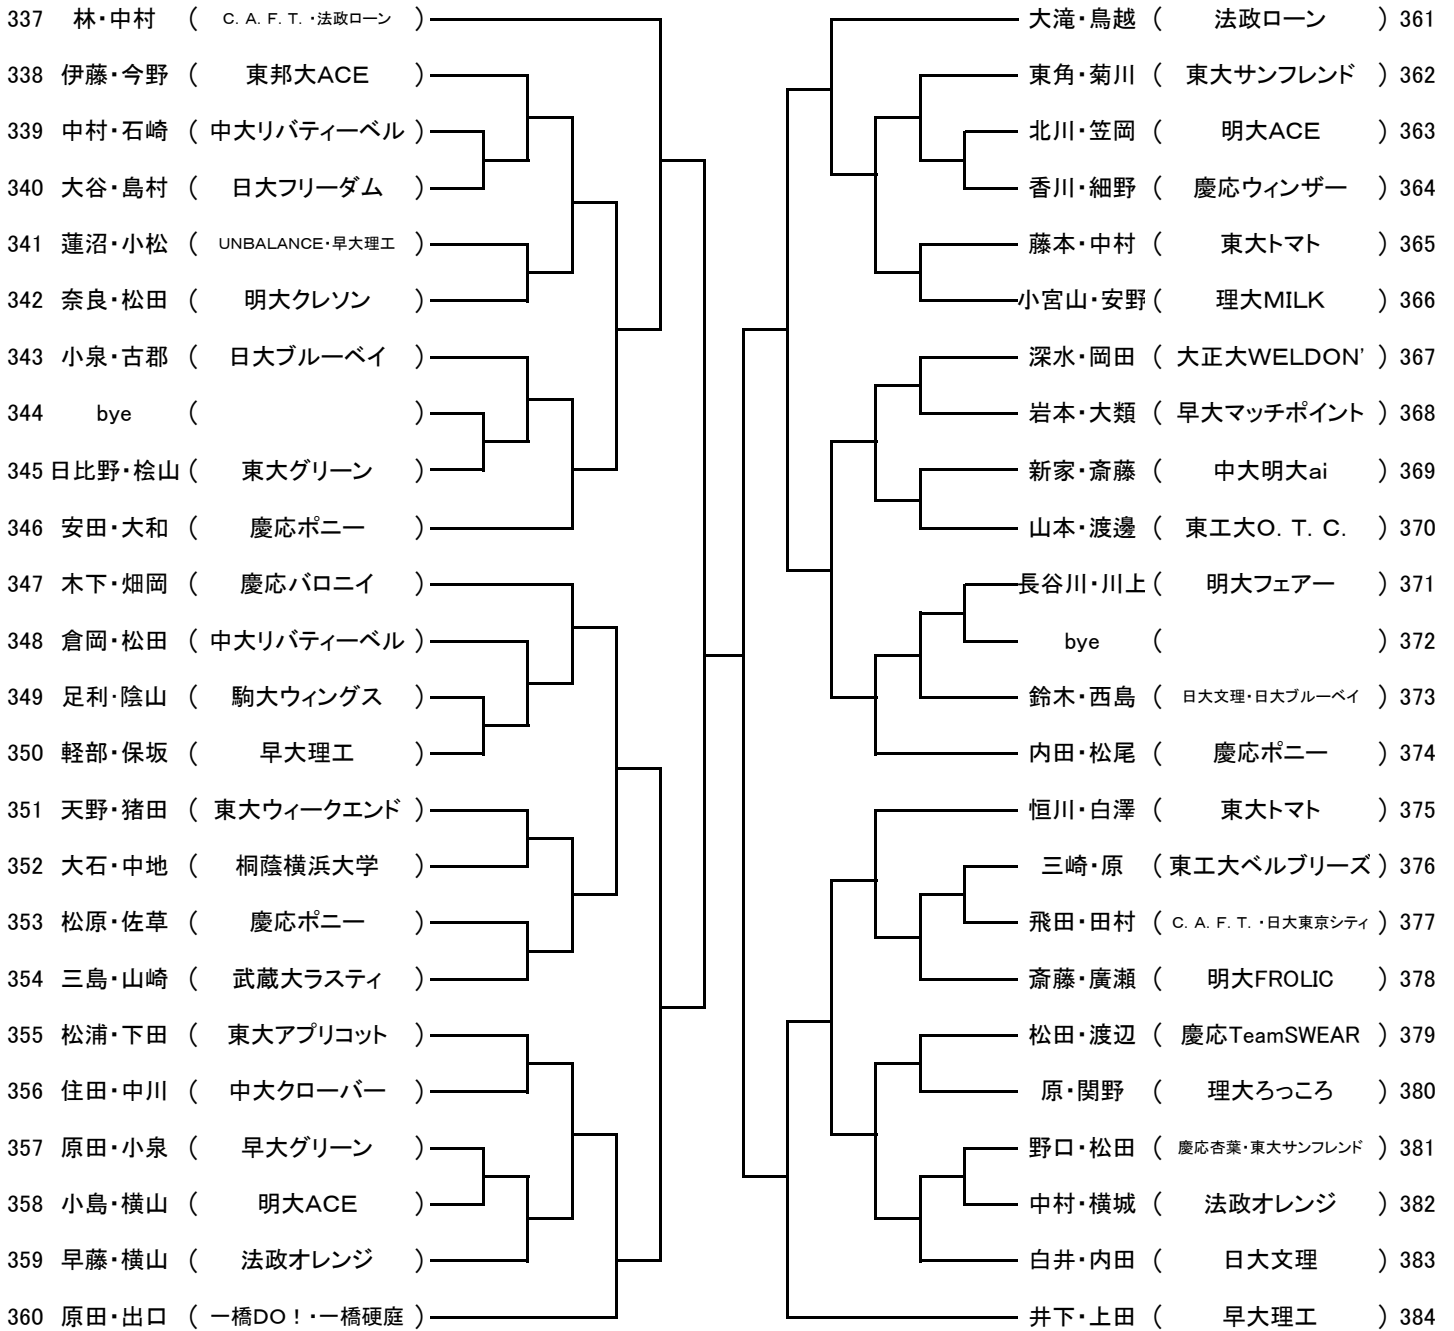 337 林・中村 ( C. A. F. T. ・法政ローン )
338 伊藤・今野 ( 東邦大ACE )
339 中村・石崎 ( 中大リバティーベル )
340 大谷・島村 ( 日大フリーダム )
341 蓮沼・小松 ( UNBALANCE・早大理工 )
342 奈良・松田 ( 明大クレソン )
343 小泉・古郡 ( 日大ブルーベイ )
344 bye ( )
345 日比野・桧山 ( 東大グリーン )
346 安田・大和 ( 慶応ポニー )
347 木下・畑岡 ( 慶応バロニイ )
348 倉岡・松田 ( 中大リバティーベル )
349 足利・陰山 ( 駒大ウィングス )
350 軽部・保坂 ( 早大理工 )
351 天野・猪田 ( 東大ウィークエンド )
352 大石・中地 ( 桐蔭横浜大学 )
353 松原・佐草 ( 慶応ポニー )
354 三島・山崎 ( 武蔵大ラスティ )
355 松浦・下田 ( 東大アプリコット )
356 住田・中川 ( 中大クローバー )
357 原田・小泉 ( 早大グリーン )
358 小島・横山 ( 明大ACE )
359 早藤・横山 ( 法政オレンジ )
360 原田・出口 ( 一橋DO！・一橋硬庭 )
大滝・鳥越 ( 法政ローン ) 361
東角・菊川 ( 東大サンフレンド ) 362
北川・笠岡 ( 明大ACE ) 363
香川・細野 ( 慶応ウィンザー ) 364
藤本・中村 ( 東大トマト ) 365
小宮山・安野 ( 理大MILK ) 366
深水・岡田 ( 大正大WELDON' ) 367
岩本・大類 ( 早大マッチポイント ) 368
新家・斎藤 ( 中大明大ai ) 369
山本・渡邊 ( 東工大O. T. C. ) 370
長谷川・川上 ( 明大フェアー ) 371
bye ( ) 372
鈴木・西島 ( 日大文理・日大ブルーベイ ) 373
内田・松尾 ( 慶応ポニー ) 374
恒川・白澤 ( 東大トマト ) 375
三崎・原 ( 東工大ベルブリーズ ) 376
飛田・田村 ( C. A. F. T. ・日大東京シティ ) 377
斎藤・廣瀬 ( 明大FROLIC ) 378
松田・渡辺 ( 慶応TeamSWEAR ) 379
原・関野 ( 理大ろっころ ) 380
野口・松田 ( 慶応杏葉・東大サンフレンド ) 381
中村・横城 ( 法政オレンジ ) 382
白井・内田 ( 日大文理 ) 383
井下・上田 ( 早大理工 ) 384